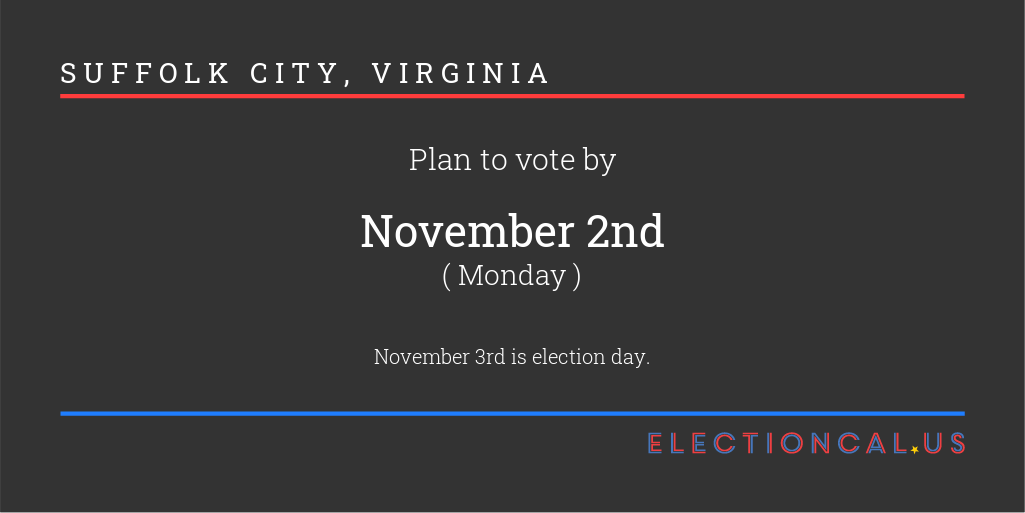 SUFFOLK CITY, VIRGINIA
Plan to vote by
November 2nd
( Monday )
November 3rd is election day.
ELECTIONCAL.US